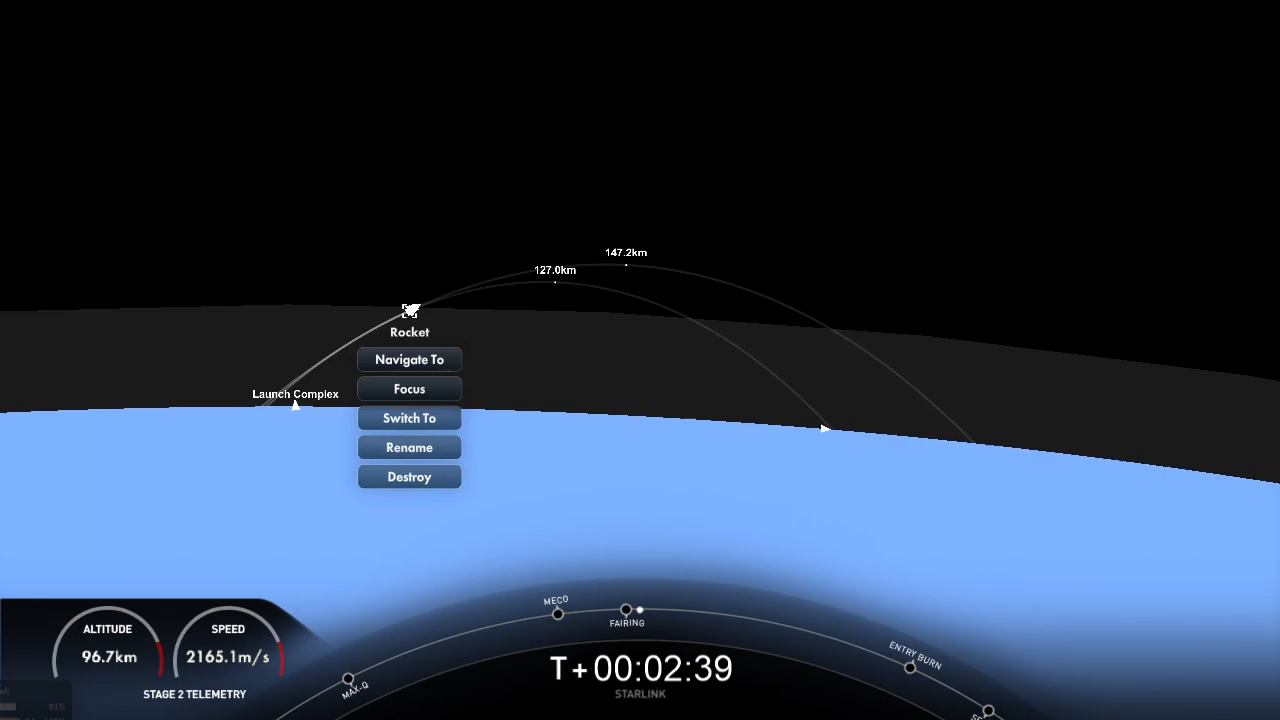 147.2km
127.0km
Rocket
Navigate To
Launch Complex
Focus
Switch To
Rename
Destroy
MECO
FAIRING
ENTRY BURN
MAX-Q
ALTITUDE
96.7km
SPEED
2165.1m/s
STAGE 2 TELEMETRY
T+00:02:39
STARLINK
91%